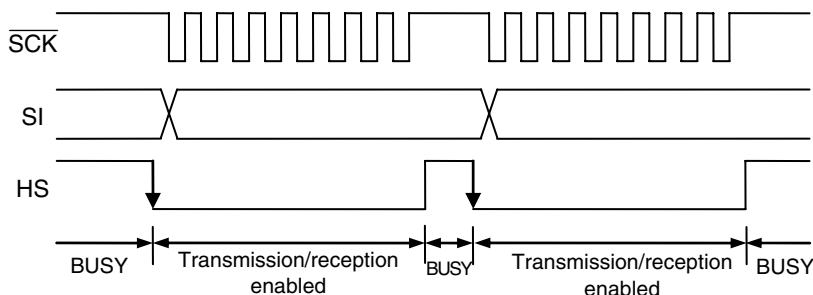 SCK
SI
HS
BUSY
Transmission/reception
enabled
BUSY
Transmission/reception
enabled
BUSY